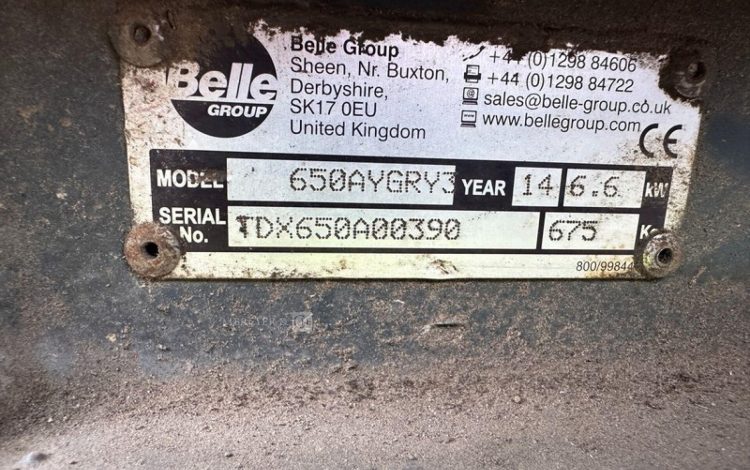 Belle
GROUP
Belle Group
Sheen, Nr. Buxton,
Derbyshire,
SK17 0EU
United Kingdom
+44 (0)1298 84606
+44 (0)1298 84722
sales@belle-group.co.uk
www.bellegroup.com
CE
MODEL 650AYGRY3 YEAR 14 6.6 kW
SERIAL No. TDX650A00390 675